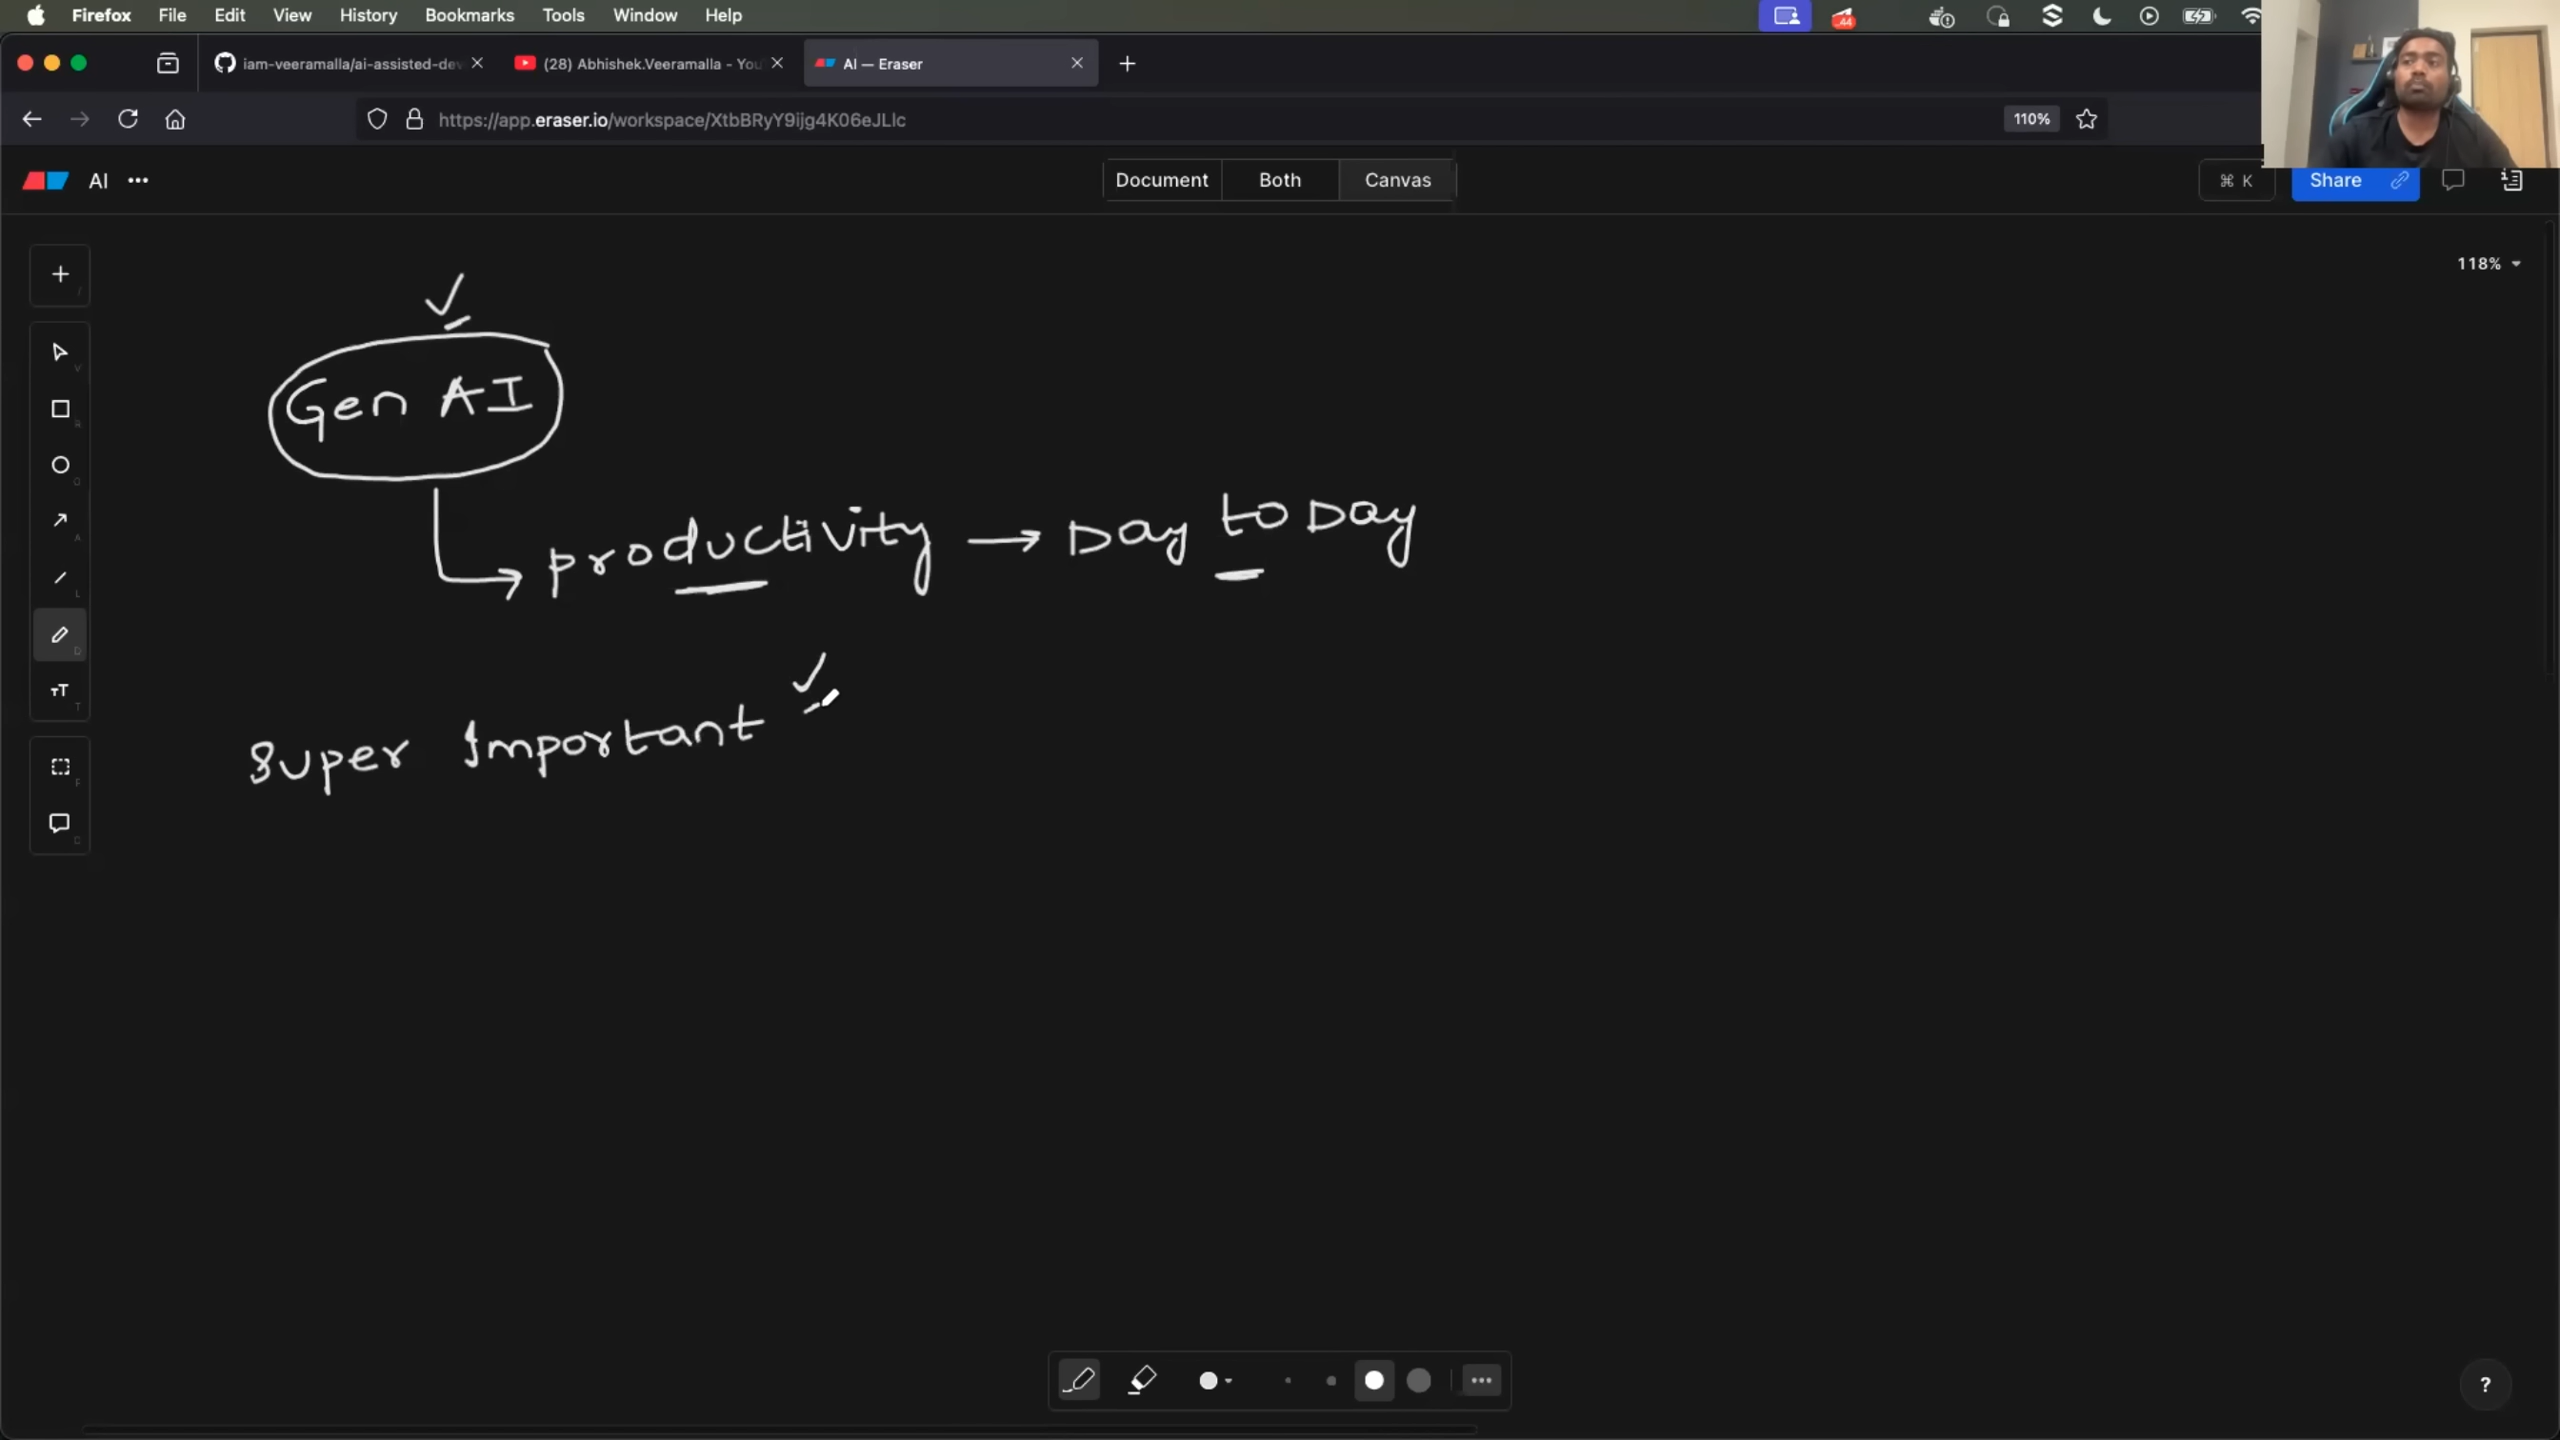 Firefox File Edit View History Bookmarks Tools Window Help
iam-veeramalla/ai-assisted-dev (28) Abhishek.Veeramalla - You AI — Eraser
https://app.eraser.io/workspace/XtbBRyY9ijg4K06eJLlc 110%
AI Document Both Canvas ⌘ K Share
118%
Gen AI
productivity → Day to Day
Super Important
?